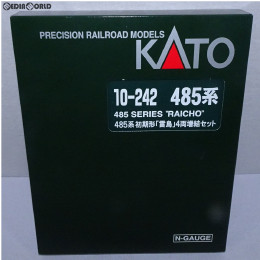 MEDIAWORLD
PRECISION RAILROAD MODELS
KATO
10-242 485系
485 SERIES "RAICHO"
485系初期形「雷鳥」4両増結セット
N-GAUGE